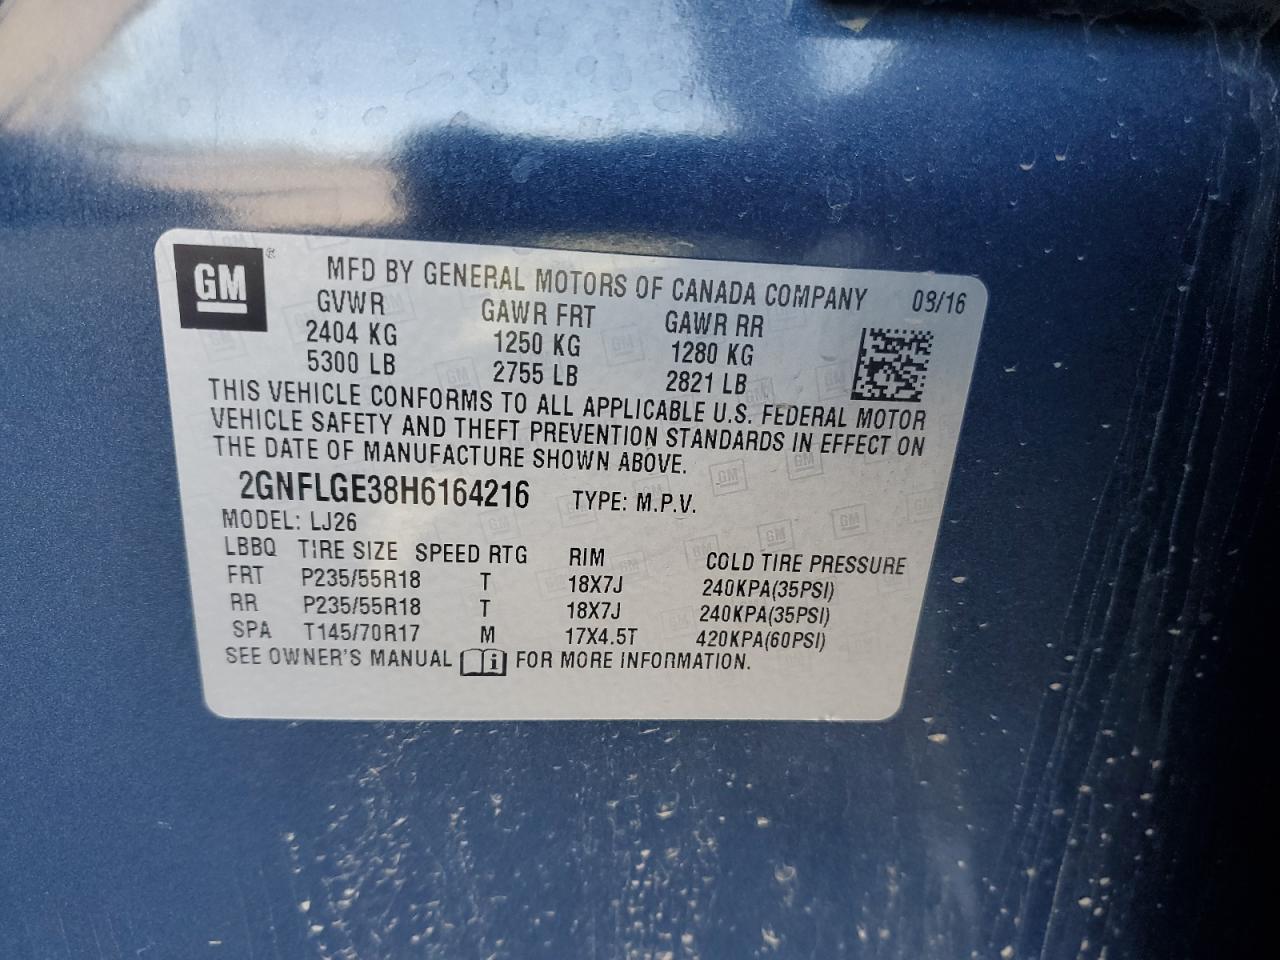 GM ® MFD BY GENERAL MOTORS OF CANADA COMPANY 09/16
GVWR GAWR FRT GAWR RR
2404 KG 1250 KG 1280 KG
5300 LB 2755 LB 2821 LB
THIS VEHICLE CONFORMS TO ALL APPLICABLE U.S. FEDERAL MOTOR
VEHICLE SAFETY AND THEFT PREVENTION STANDARDS IN EFFECT ON
THE DATE OF MANUFACTURE SHOWN ABOVE.
2GNFLGE38H6164216 TYPE: M.P.V.
MODEL: LJ26
LBBQ TIRE SIZE SPEED RTG RIM COLD TIRE PRESSURE
FRT P235/55R18 T 18X7J 240KPA(35PSI)
RR P235/55R18 T 18X7J 240KPA(35PSI)
SPA T145/70R17 M 17X4.5T 420KPA(60PSI)
SEE OWNER'S MANUAL i FOR MORE INFORMATION.